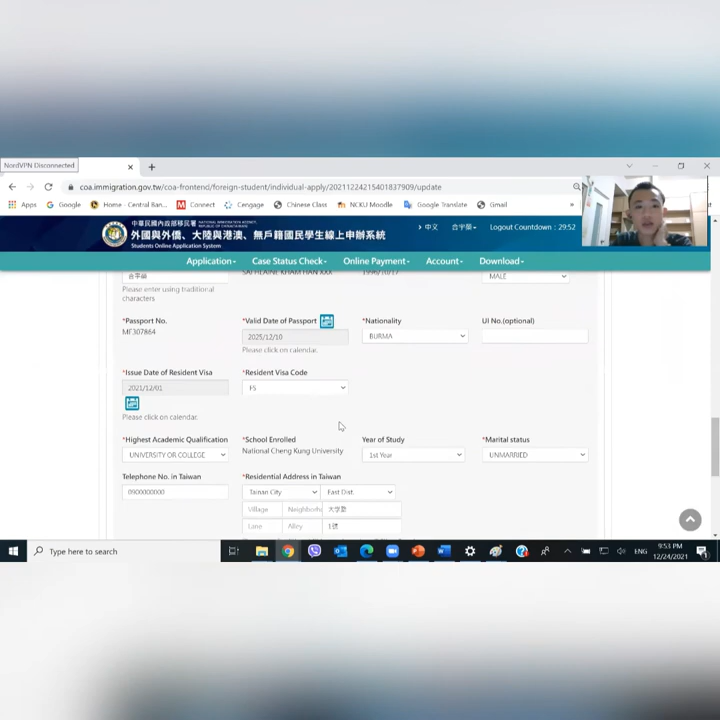 NordVPN Disconnected
coa.immigration.gov.tw/coa-frontend/foreign-student/individual-apply/20211224215401837909/update
Apps Google Home - Central Ban... Connect Cengage Chinese Class NCKU Moodle Google Translate Gmail »
中華民國內政部移民署 NATIONAL IMMIGRATION AGENCY,
外國與外僑、大陸與港澳、無戶籍國民學生線上申辦系統
Students Online Application System
中文 Logout Countdown : 29:52
Application Case Status Check Online Payment Account Download
1996/10/17 MALE
Please enter using traditional
characters
*Passport No. *Valid Date of Passport *Nationality UI No.(optional)
MF307864 2025/12/10 BURMA
Please click on calendar.
*Issue Date of Resident Visa *Resident Visa Code
2021/12/01 FS
Please click on calendar.
*Highest Academic Qualification *School Enrolled Year of Study *Marital status
UNIVERSITY OR COLLEGE National Cheng Kung University 1st Year UNMARRIED
Telephone No. in Taiwan *Residential Address in Taiwan
0900000000 Tainan City East Dist.
Village Neighborho 大学路
Lane Alley 1號
Type here to search
ENG 9:53 PM
12/24/2021